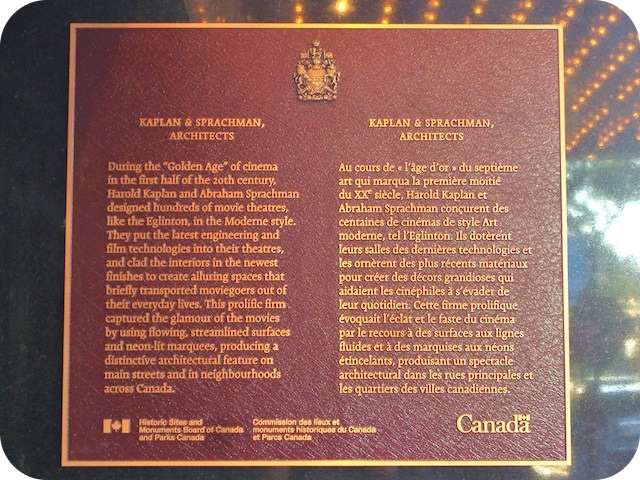 KAPLAN & SPRACHMAN,
ARCHITECTS
During the "Golden Age" of cinema
in the first half of the 20th century,
Harold Kaplan and Abraham Sprachman
designed hundreds of movie theatres,
like the Eglinton, in the Moderne style.
They put the latest engineering and
film technologies into their theatres,
and clad the interiors in the newest
finishes to create alluring spaces that
briefly transported moviegoers out of
their everyday lives. This prolific firm
captured the glamour of the movies
by using flowing, streamlined surfaces
and neon-lit marquees, producing a
distinctive architectural feature on
main streets and in neighbourhoods
across Canada.
KAPLAN & SPRACHMAN,
ARCHITECTS
Au cours de « l'âge d'or » du septième
art qui marqua la première moitié
du XXe siècle, Harold Kaplan et
Abraham Sprachman conçurent des
centaines de cinémas de style Art
moderne, tel l'Eglinton. Ils dotèrent
leurs salles des dernières technologies et
les ornèrent des plus récents matériaux
pour créer des décors grandioses qui
aidaient les cinéphiles à s'évader de
leur quotidien. Cette firme prolifique
évoquait l'éclat et le faste du cinéma
par le recours à des surfaces aux lignes
fluides et à des marquises aux néons
étincelants, produisant un spectacle
architectural dans les rues principales et
les quartiers des villes canadiennes.
Historic Sites and
Monuments Board of Canada
and Parks Canada
Commission des lieux et
monuments historiques du Canada
et Parcs Canada
Canada